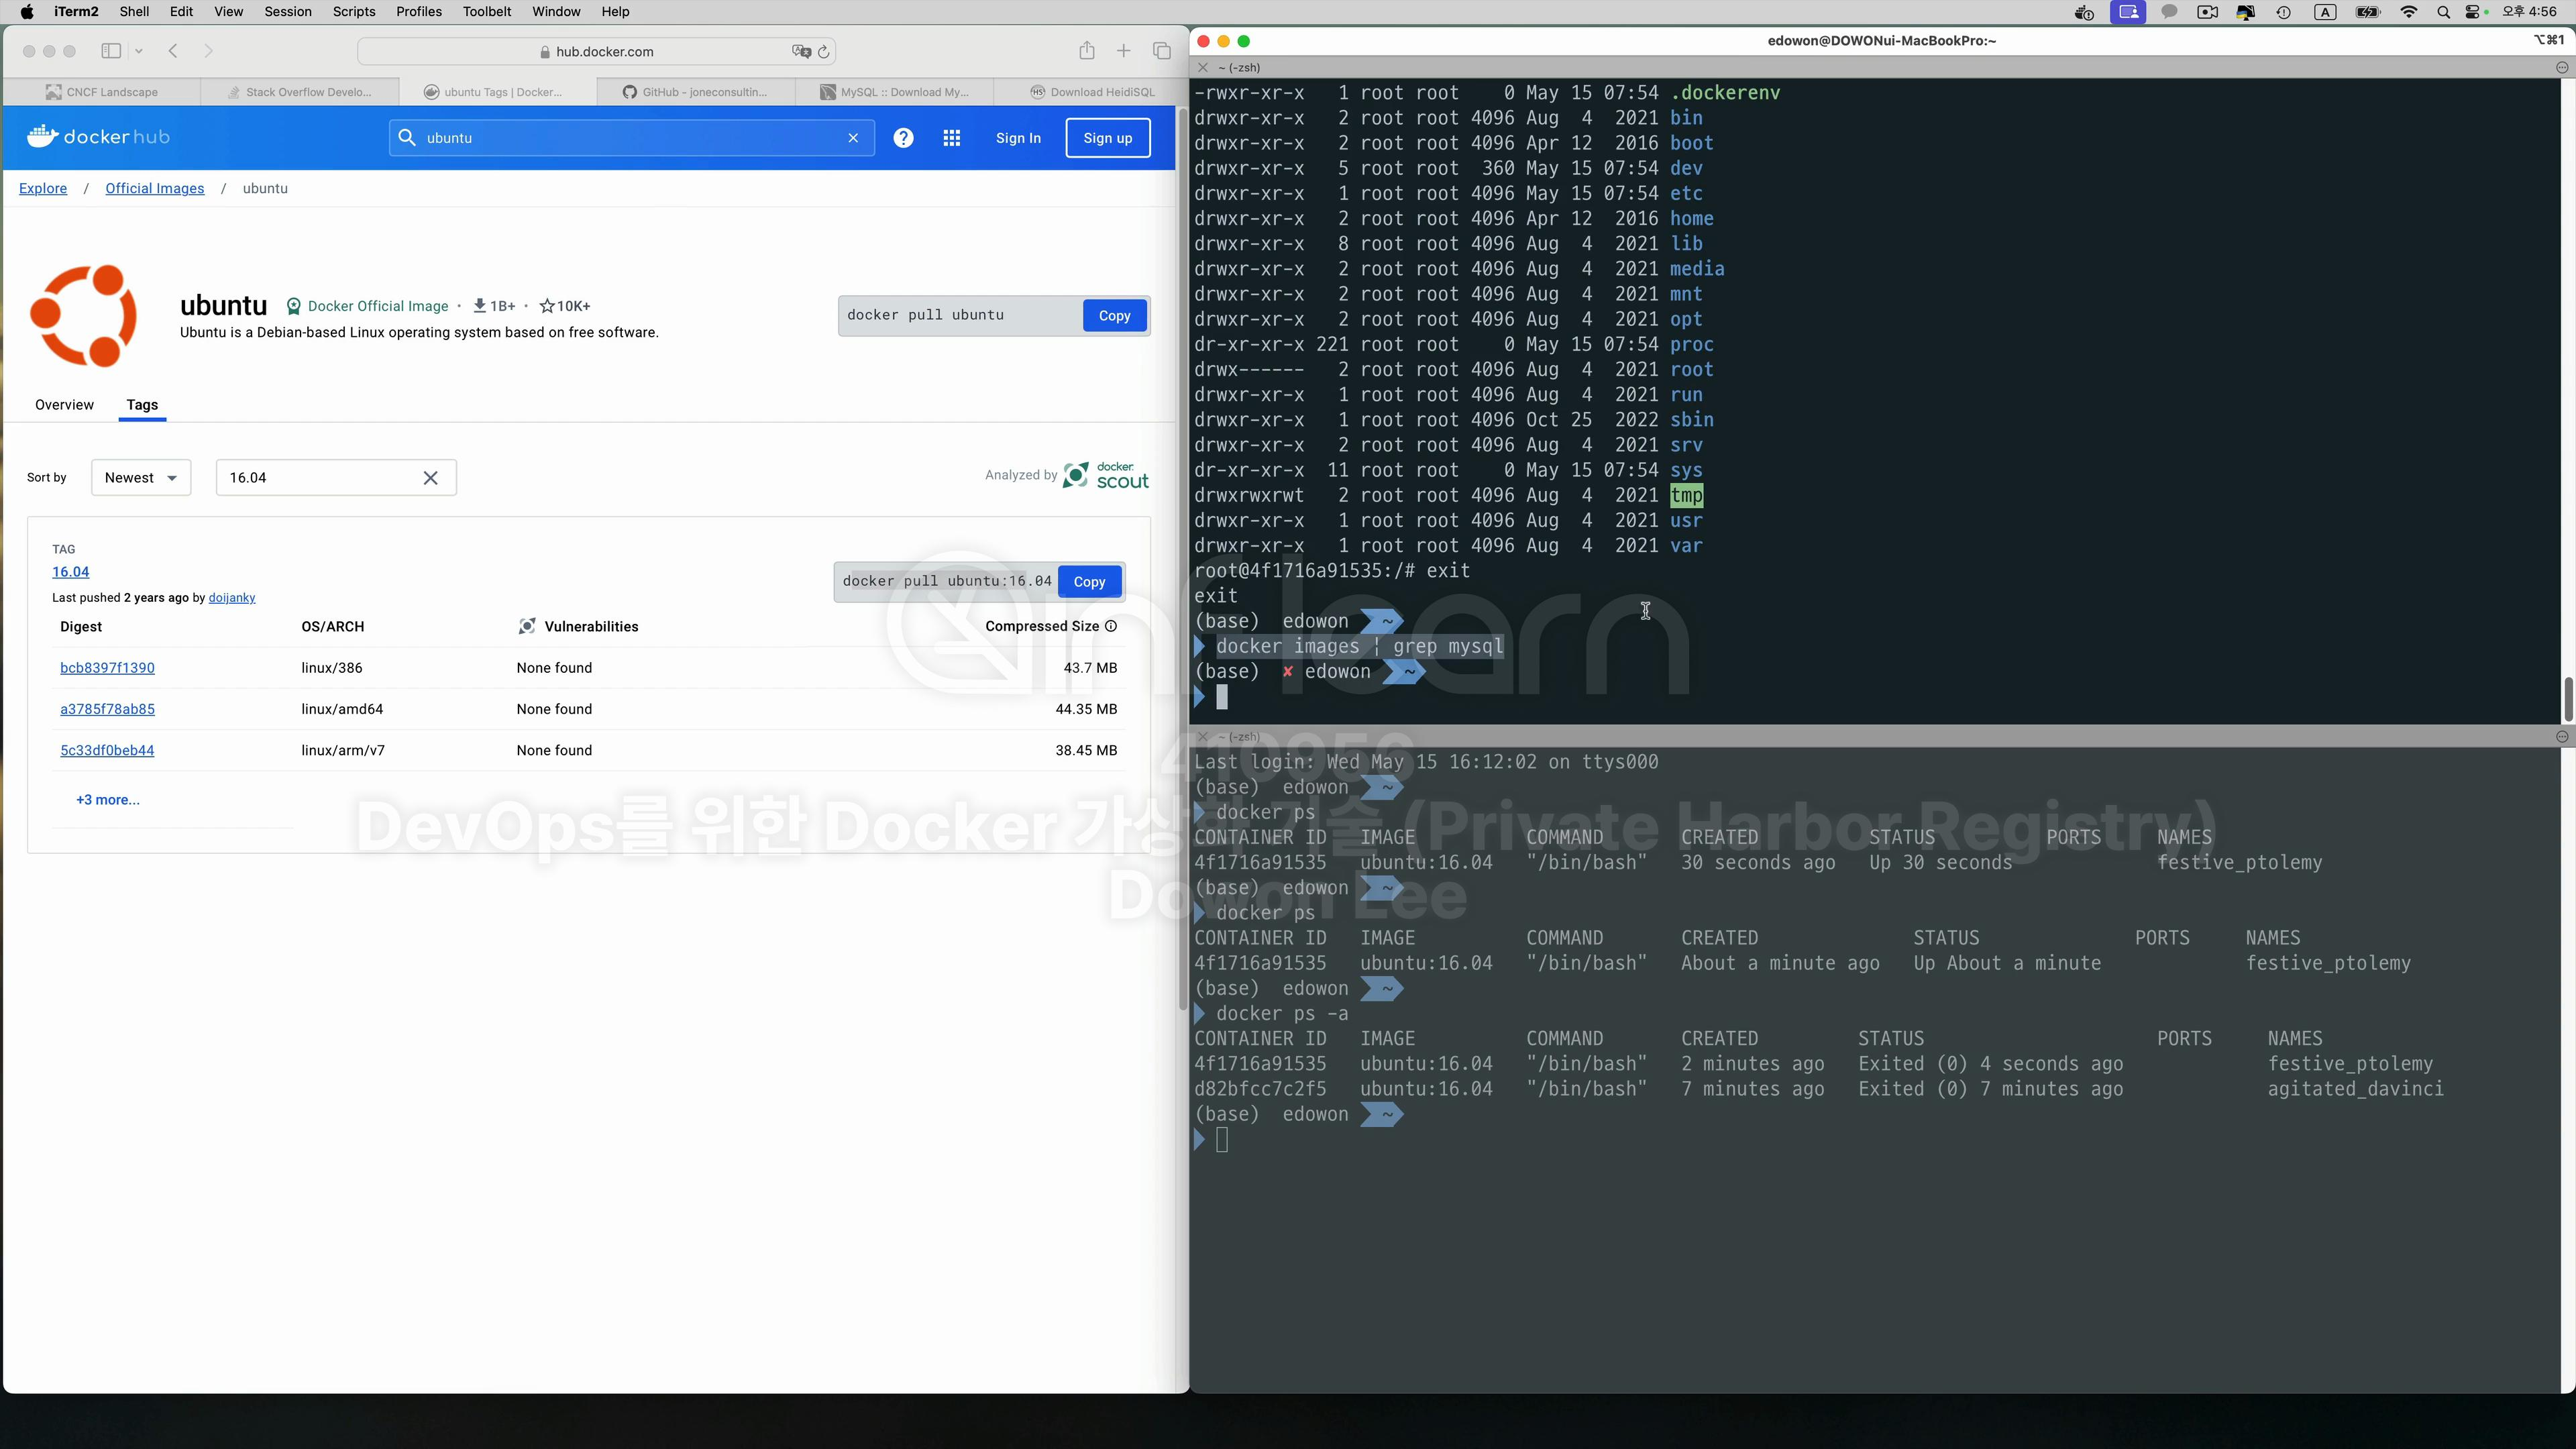 iTerm2 Shell Edit View Session Scripts Profiles Toolbelt Window Help
A 오후 4:56
hub.docker.com
CNCF Landscape
Stack Overflow Develo...
ubuntu Tags | Docker...
GitHub - joneconsultin...
MySQL :: Download My...
Download HeidiSQL
docker hub
ubuntu
Sign In
Sign up
Explore / Official Images / ubuntu
ubuntu Docker Official Image · 1B+ · 10K+
Ubuntu is a Debian-based Linux operating system based on free software.
docker pull ubuntu
Copy
Overview Tags
Sort by Newest 16.04
Analyzed by docker scout
TAG
16.04
Last pushed 2 years ago by doijanky
docker pull ubuntu:16.04 Copy
Digest OS/ARCH Vulnerabilities Compressed Size
bcb8397f1390 linux/386 None found 43.7 MB
a3785f78ab85 linux/amd64 None found 44.35 MB
5c33df0beb44 linux/arm/v7 None found 38.45 MB
+3 more...
edowon@DOWONui-MacBookPro:~ ⌥⌘1
~ (-zsh)
-rwxr-xr-x 1 root root 0 May 15 07:54 .dockerenv
drwxr-xr-x 2 root root 4096 Aug 4 2021 bin
drwxr-xr-x 2 root root 4096 Apr 12 2016 boot
drwxr-xr-x 5 root root 360 May 15 07:54 dev
drwxr-xr-x 1 root root 4096 May 15 07:54 etc
drwxr-xr-x 2 root root 4096 Apr 12 2016 home
drwxr-xr-x 8 root root 4096 Aug 4 2021 lib
drwxr-xr-x 2 root root 4096 Aug 4 2021 media
drwxr-xr-x 2 root root 4096 Aug 4 2021 mnt
drwxr-xr-x 2 root root 4096 Aug 4 2021 opt
dr-xr-xr-x 221 root root 0 May 15 07:54 proc
drwx------ 2 root root 4096 Aug 4 2021 root
drwxr-xr-x 1 root root 4096 Aug 4 2021 run
drwxr-xr-x 1 root root 4096 Oct 25 2022 sbin
drwxr-xr-x 2 root root 4096 Aug 4 2021 srv
dr-xr-xr-x 11 root root 0 May 15 07:54 sys
drwxrwxrwt 2 root root 4096 Aug 4 2021 tmp
drwxr-xr-x 1 root root 4096 Aug 4 2021 usr
drwxr-xr-x 1 root root 4096 Aug 4 2021 var
root@4f1716a91535:/# exit
exit
(base) edowon ~
docker images | grep mysql
(base) ✘ edowon ~
~ (-zsh)
Last login: Wed May 15 16:12:02 on ttys000
(base) edowon ~
docker ps
CONTAINER ID IMAGE COMMAND CREATED STATUS PORTS NAMES
4f1716a91535 ubuntu:16.04 "/bin/bash" 30 seconds ago Up 30 seconds festive_ptolemy
(base) edowon ~
docker ps
CONTAINER ID IMAGE COMMAND CREATED STATUS PORTS NAMES
4f1716a91535 ubuntu:16.04 "/bin/bash" About a minute ago Up About a minute festive_ptolemy
(base) edowon ~
docker ps -a
CONTAINER ID IMAGE COMMAND CREATED STATUS PORTS NAMES
4f1716a91535 ubuntu:16.04 "/bin/bash" 2 minutes ago Exited (0) 4 seconds ago festive_ptolemy
d82bfcc7c2f5 ubuntu:16.04 "/bin/bash" 7 minutes ago Exited (0) 7 minutes ago agitated_davinci
(base) edowon ~
inflearn
410956
DevOps를 위한 Docker 가상화 기술 (Private Harbor Registry)
Dowon Lee